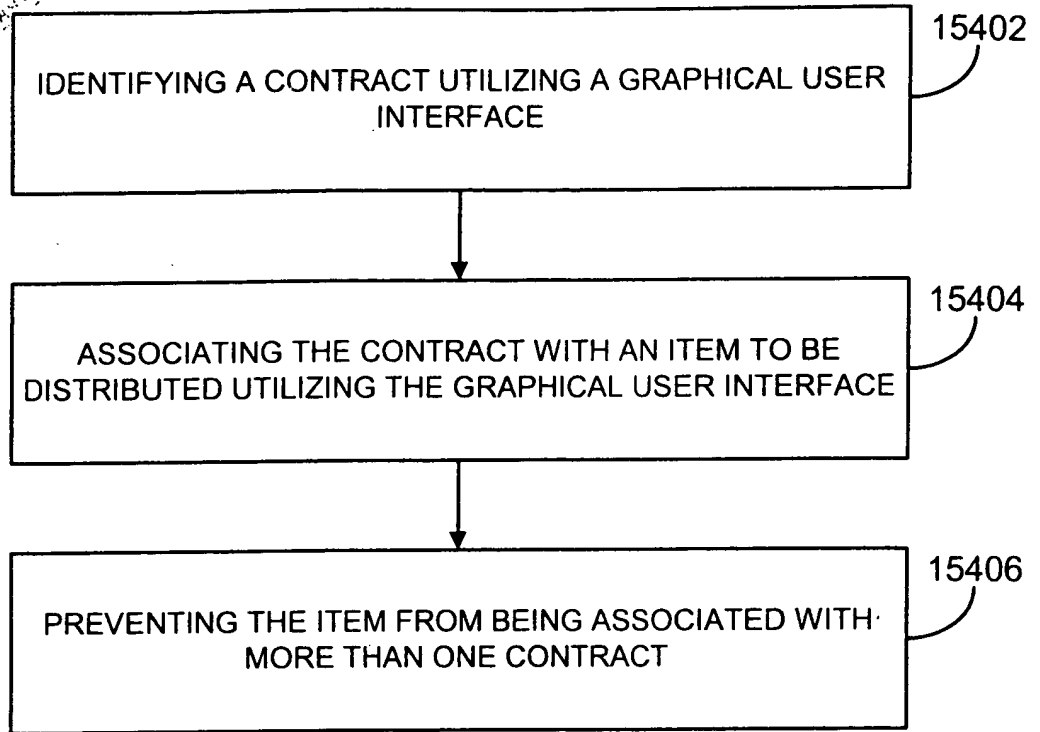 15402
IDENTIFYING A CONTRACT UTILIZING A GRAPHICAL USER
INTERFACE
15404
ASSOCIATING THE CONTRACT WITH AN ITEM TO BE
DISTRIBUTED UTILIZING THE GRAPHICAL USER INTERFACE
15406
PREVENTING THE ITEM FROM BEING ASSOCIATED WITH
MORE THAN ONE CONTRACT